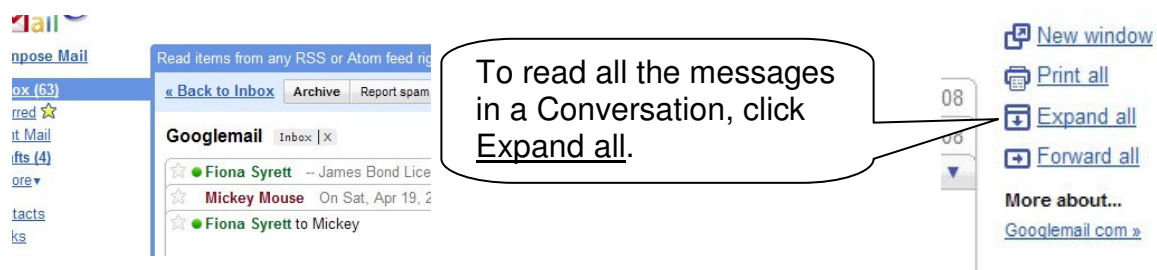 ail
mpose Mail
ox (63)
rred
nt Mail
fts (4)
ore
tacts
ks
Read items from any RSS or Atom feed rig
« Back to Inbox Archive Report spam
Googlemail Inbox | X
Fiona Syrett -- James Bond Lice
Mickey Mouse On Sat, Apr 19, 2
Fiona Syrett to Mickey
To read all the messages
in a Conversation, click
Expand all.
08
08
New window
Print all
Expand all
Forward all
More about...
Googlemail com »